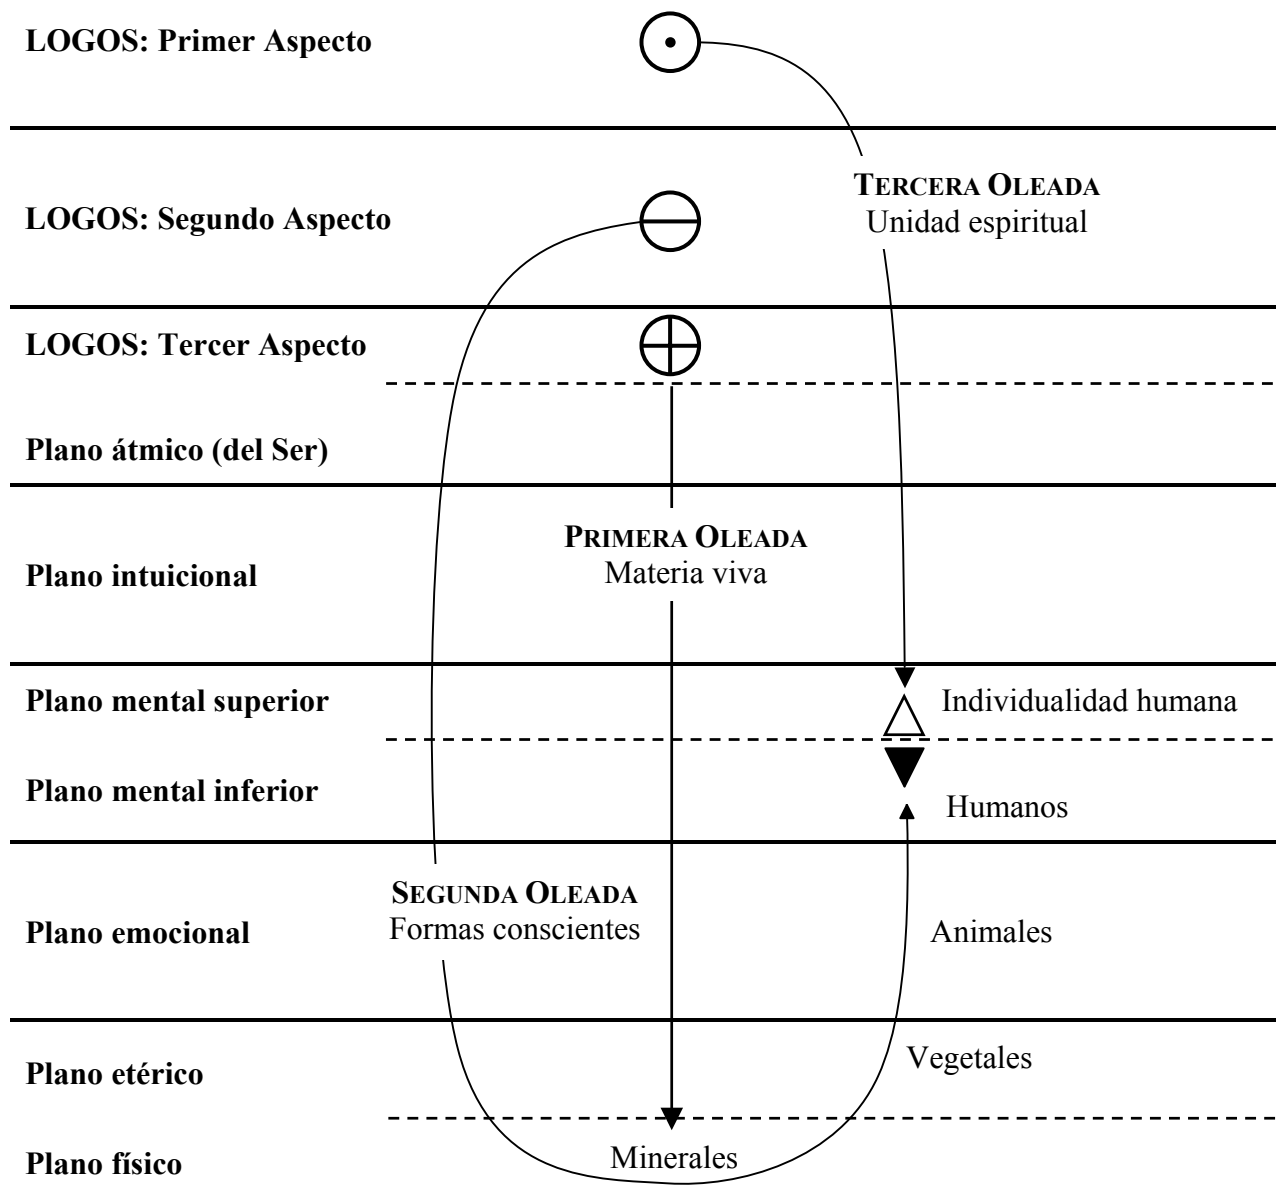 LOGOS: Primer Aspecto
TERCERA OLEADA
Unidad espiritual
LOGOS: Segundo Aspecto
LOGOS: Tercer Aspecto
Plano átmico (del Ser)
PRIMERA OLEADA
Materia viva
Plano intuicional
Plano mental superior
Individualidad humana
Plano mental inferior
Humanos
SEGUNDA OLEADA
Formas conscientes
Plano emocional
Animales
Vegetales
Plano etérico
Minerales
Plano físico